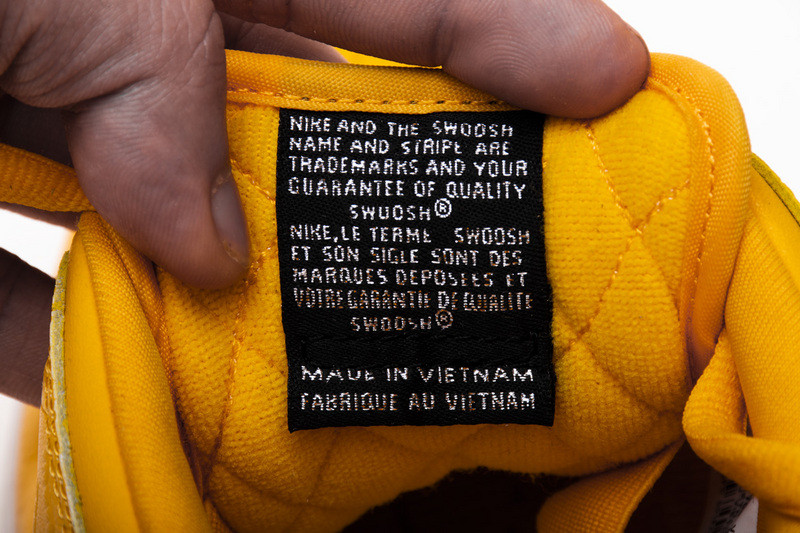 NIKE AND THE SWOOSH
NAME AND STRIPE ARE
TRADEMARKS AND YOUR
GUARANTEE OF QUALITY
SWOOSH®
NIKE, LE TERME SWOOSH
ET SON SIGLE SONT DES
MARQUES DEPOSEES ET
VOTRE GARANTIE DE QUALITE
SWOOSH®
MADE IN VIETNAM
FABRIQUE AU VIETNAM